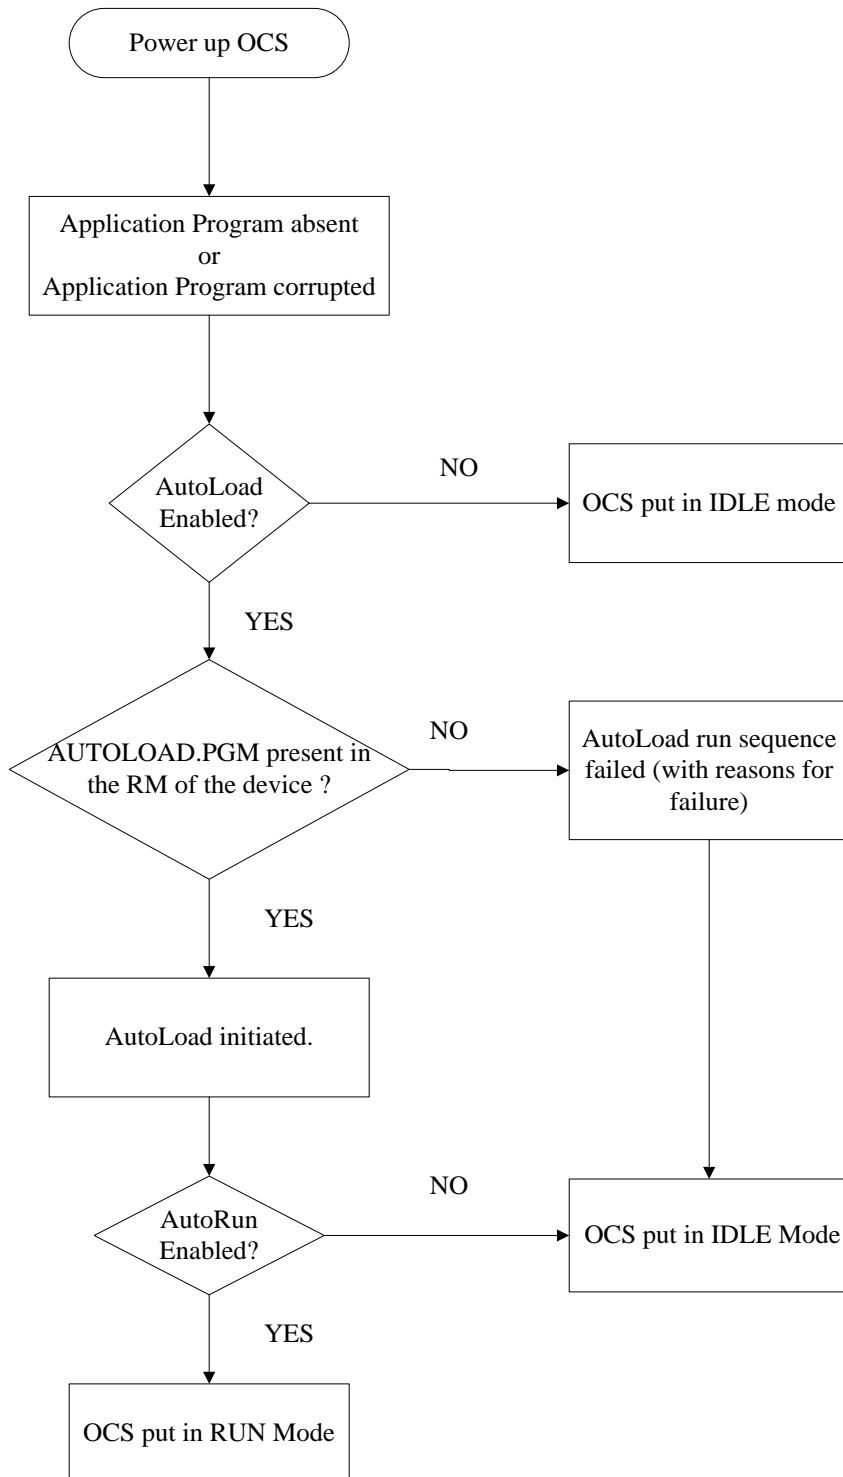 Power up OCS
Application Program absent
or
Application Program corrupted
AutoLoad
Enabled?
NO
OCS put in IDLE mode
YES
AUTOLOAD.PGM present in
the RM of the device ?
NO
AutoLoad run sequence
failed (with reasons for
failure)
YES
AutoLoad initiated.
AutoRun
Enabled?
NO
OCS put in IDLE Mode
YES
OCS put in RUN Mode